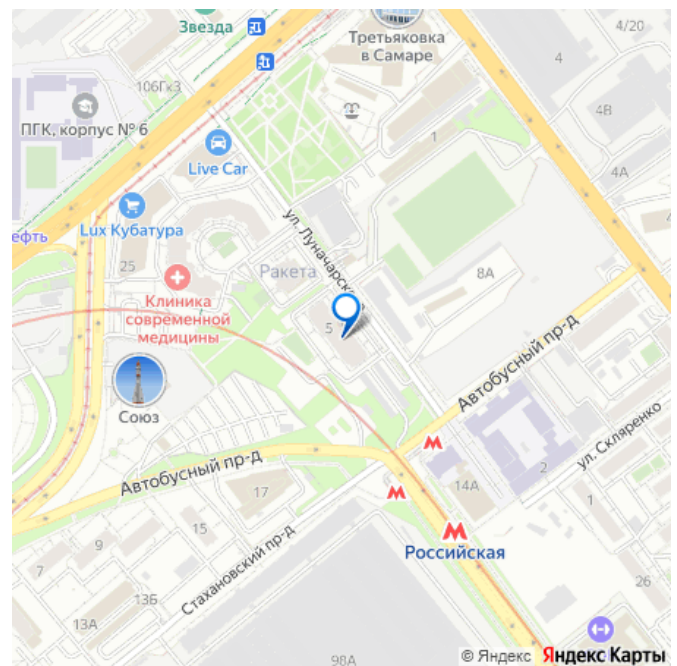 Звезда
4/20
Третьяковка
в Самаре
4
106Гк3
4В
ПГК, корпус № 6
1
Live Car
4А
Lux Кубатура
ул. Луначарского
25
Ракета
8А
Клиника
современной
медицины
5
Союз
Автобусный пр-д
Автобусный пр-д
ул. Скляренко
2
14А
17
1
15
Российская
9
7
Стахановский пр-д
13Б
26
13А
98А
© Яндекс Яндекс Карты